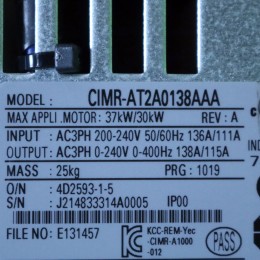 MODEL : CIMR-AT2A0138AAA
MAX APPLI. MOTOR : 37kW/30kW REV : A
INPUT : AC3PH 200-240V 50/60Hz 136A/111A
OUTPUT : AC3PH 0-240V 0-400Hz 138A/115A
MASS : 25kg PRG : 1019
O/N : 4D2593-1-5
S/N : J214833314A0005 IP00
FILE NO : E131457
KCC-REM-Yec
-CIMR-A1000
-012
PASS
c
IND
7